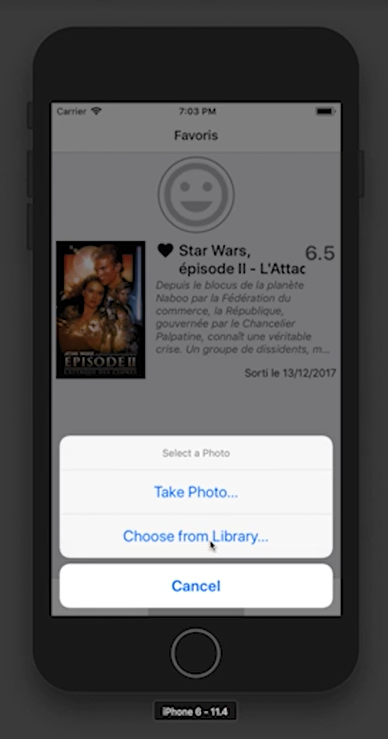 Carrier 7:03 PM
Favoris
Star Wars, 6.5
épisode II - L'Attac
Depuis le blocus de la planète
Naboo par la Fédération du
commerce, la République,
gouvernée par le Chancelier
Palpatine, connaît une véritable
crise. Un groupe de dissidents, m...
Sorti le 13/12/2017
STAR WARS
EPISODE II
L'ATTAQUE DES CLONES
Select a Photo
Take Photo...
Choose from Library...
Cancel
iPhone 6 - 11.4